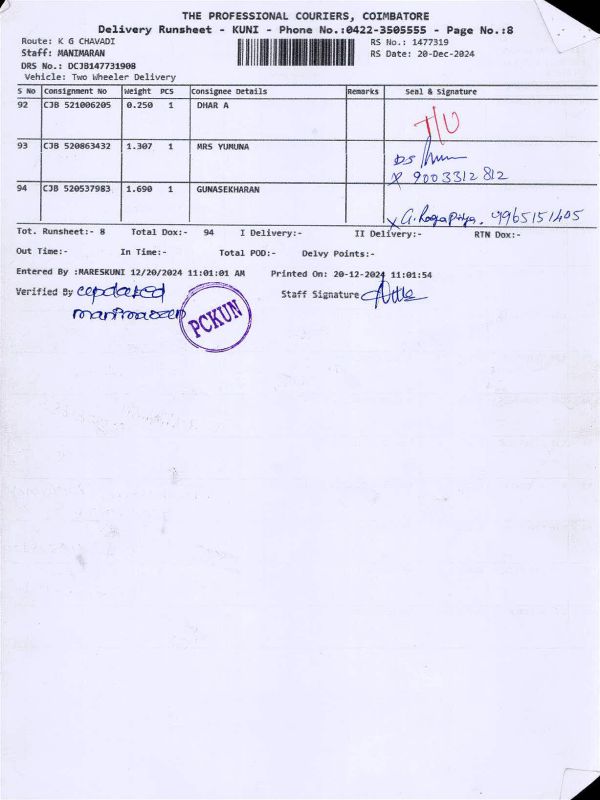 THE PROFESSIONAL COURIERS, COIMBATORE
Delivery Runsheet - KUNI - Phone No.:0422-3505555 - Page No.:8
Route: K G CHAVADI RS No.: 1477319
Staff: MANIMARAN RS Date: 20-Dec-2024
DRS No.: DCJB147731908
Vehicle: Two Wheeler Delivery
S No Consignment No Weight PCS Consignee Details Remarks Seal & Signature
92 CJB 521006205 0.250 1 DHAR A
T/U
93 CJB 520863432 1.307 1 MRS YUMUNA
DS
x 9003312812
94 CJB 520537983 1.690 1 GUNASEKHARAN
x 9965151405
Tot. Runsheet:- 8 Total Dox:- 94 I Delivery:- II Delivery:- RTN Dox:-
Out Time:- In Time:- Total POD:- Delvy Points:-
Entered By :MARESKUNI 12/20/2024 11:01:01 AM Printed On: 20-12-2024 11:01:54
Verified By Staff Signature
PCKUN